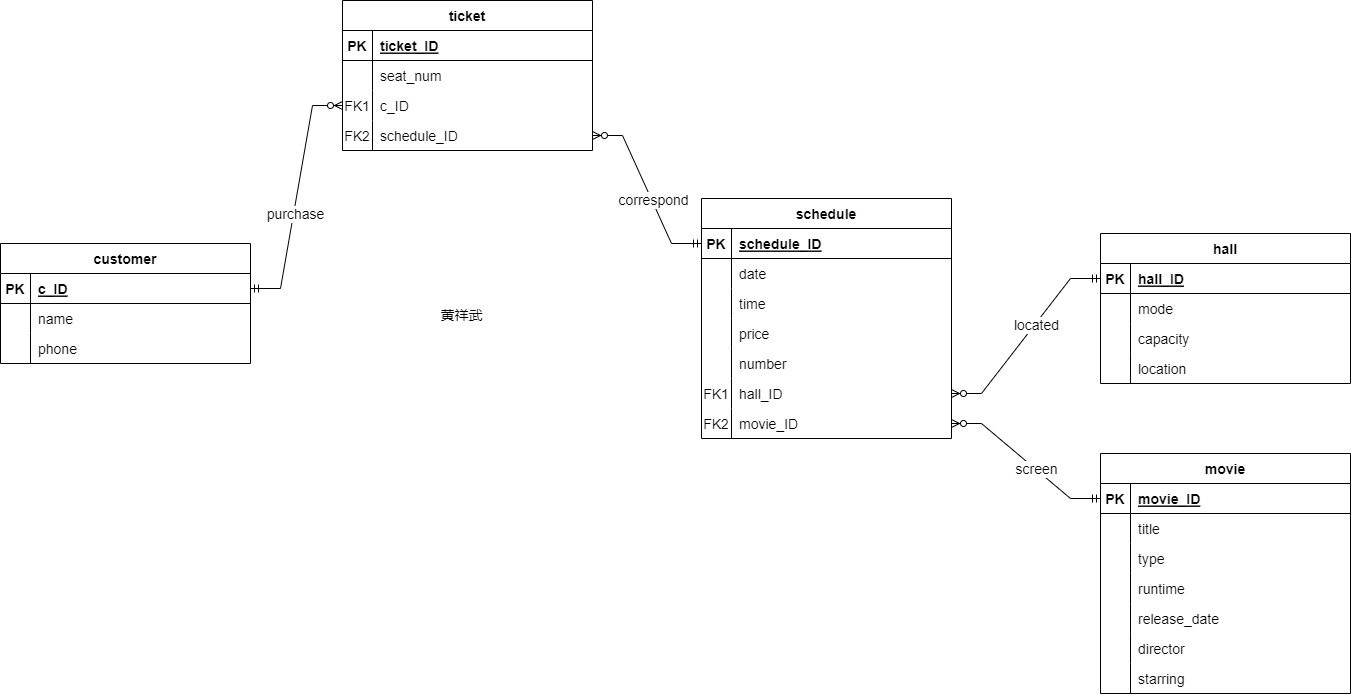 ticket
PK ticket_ID
seat_num
FK1 c_ID
FK2 schedule_ID
purchase
correspond
customer
PK c_ID
name
phone
黄祥武
schedule
PK schedule_ID
date
time
price
number
FK1 hall_ID
FK2 movie_ID
located
screen
hall
PK hall_ID
mode
capacity
location
movie
PK movie_ID
title
type
runtime
release_date
director
starring